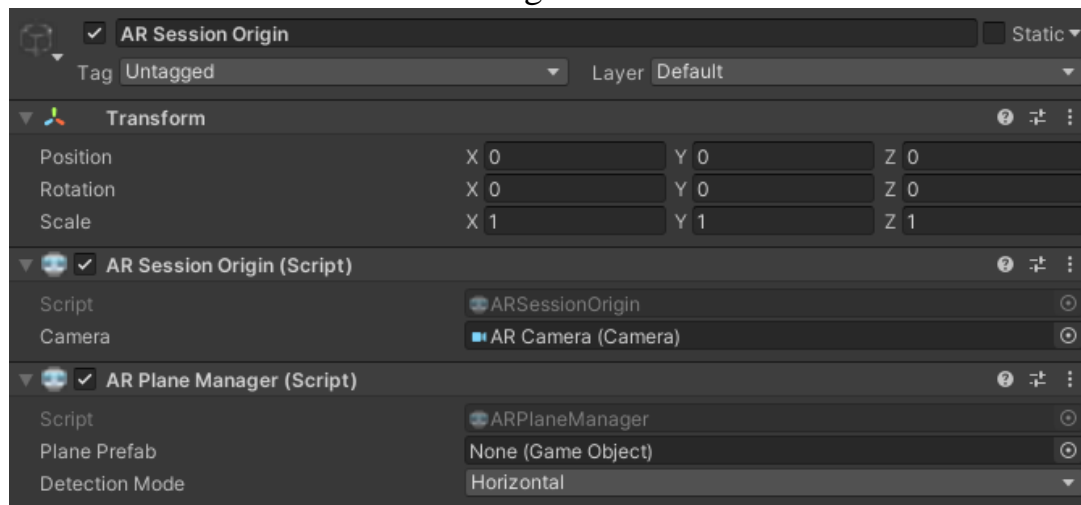 AR Session Origin Static
Tag Untagged Layer Default
Transform
Position X 0 Y 0 Z 0
Rotation X 0 Y 0 Z 0
Scale X 1 Y 1 Z 1
AR Session Origin (Script)
Script ARSessionOrigin
Camera AR Camera (Camera)
AR Plane Manager (Script)
Script ARPlaneManager
Plane Prefab None (Game Object)
Detection Mode Horizontal